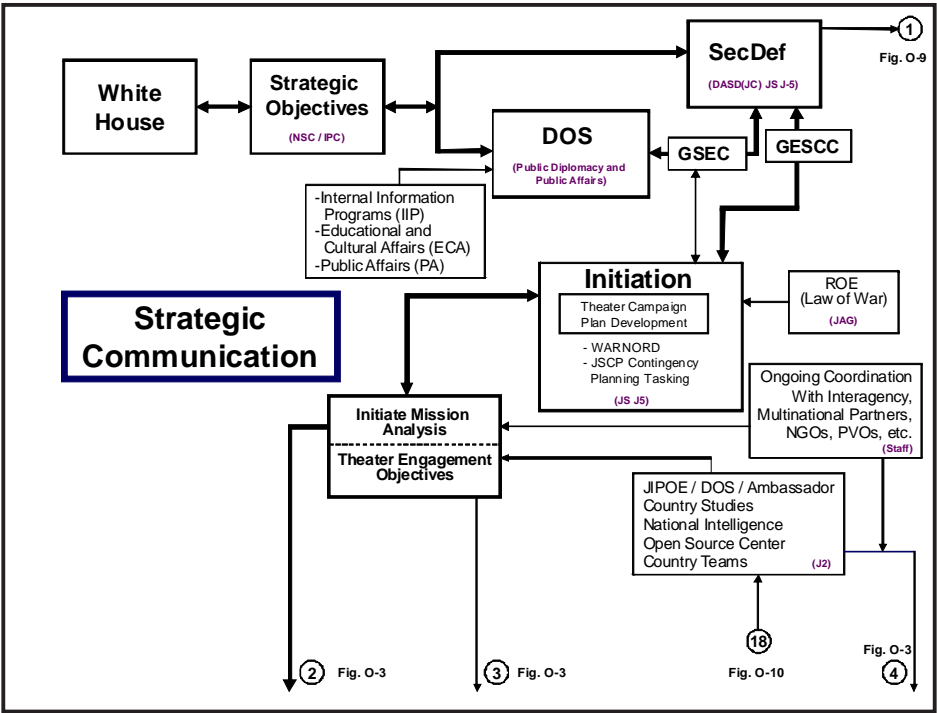 White
House
Strategic
Objectives
(NSC / IPC)
SecDef
(DASD(JC) JS J-5)
1
Fig. O-9
DOS
(Public Diplomacy and
Public Affairs)
GSEC
GESCC
-Internal Information
Programs (IIP)
-Educational and
Cultural Affairs (ECA)
-Public Affairs (PA)
Strategic
Communication
Initiation
Theater Campaign
Plan Development
- WARNORD
- JSCP Contingency
Planning Tasking
(JS J5)
ROE
(Law of War)
(JAG)
Ongoing Coordination
With Interagency,
Multinational Partners,
NGOs, PVOs, etc.
(Staff)
Initiate Mission
Analysis
Theater Engagement
Objectives
JIPOE / DOS / Ambassador
Country Studies
National Intelligence
Open Source Center
Country Teams
(J2)
2
Fig. O-3
3
Fig. O-3
18
Fig. O-10
Fig. O-3
4